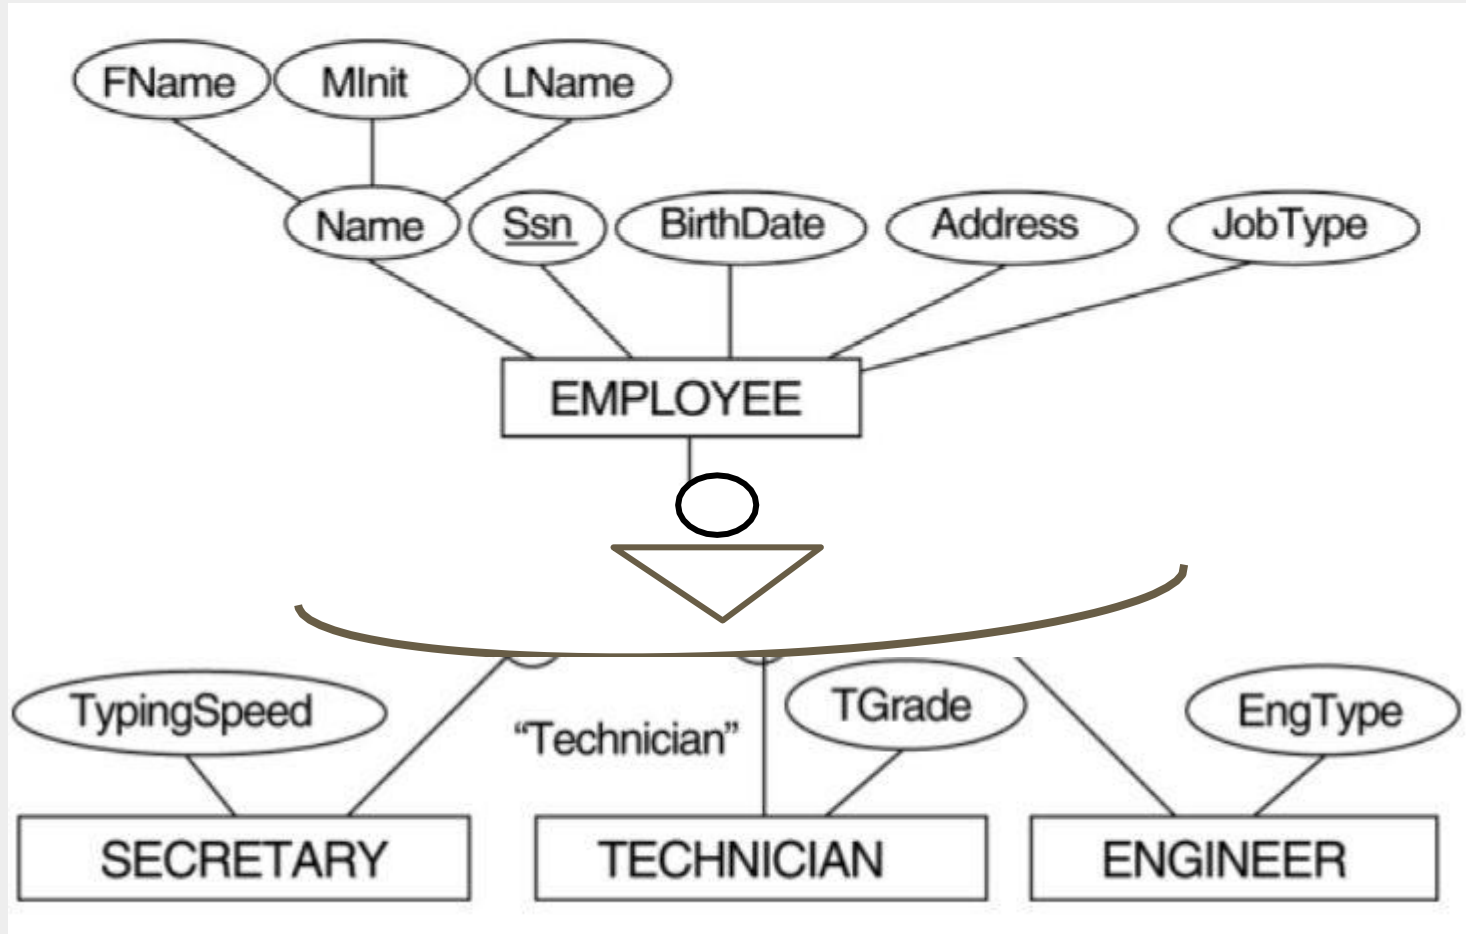 FName MInit LName
Name Ssn BirthDate Address JobType
EMPLOYEE
TypingSpeed "Technician" TGrade EngType
SECRETARY TECHNICIAN ENGINEER